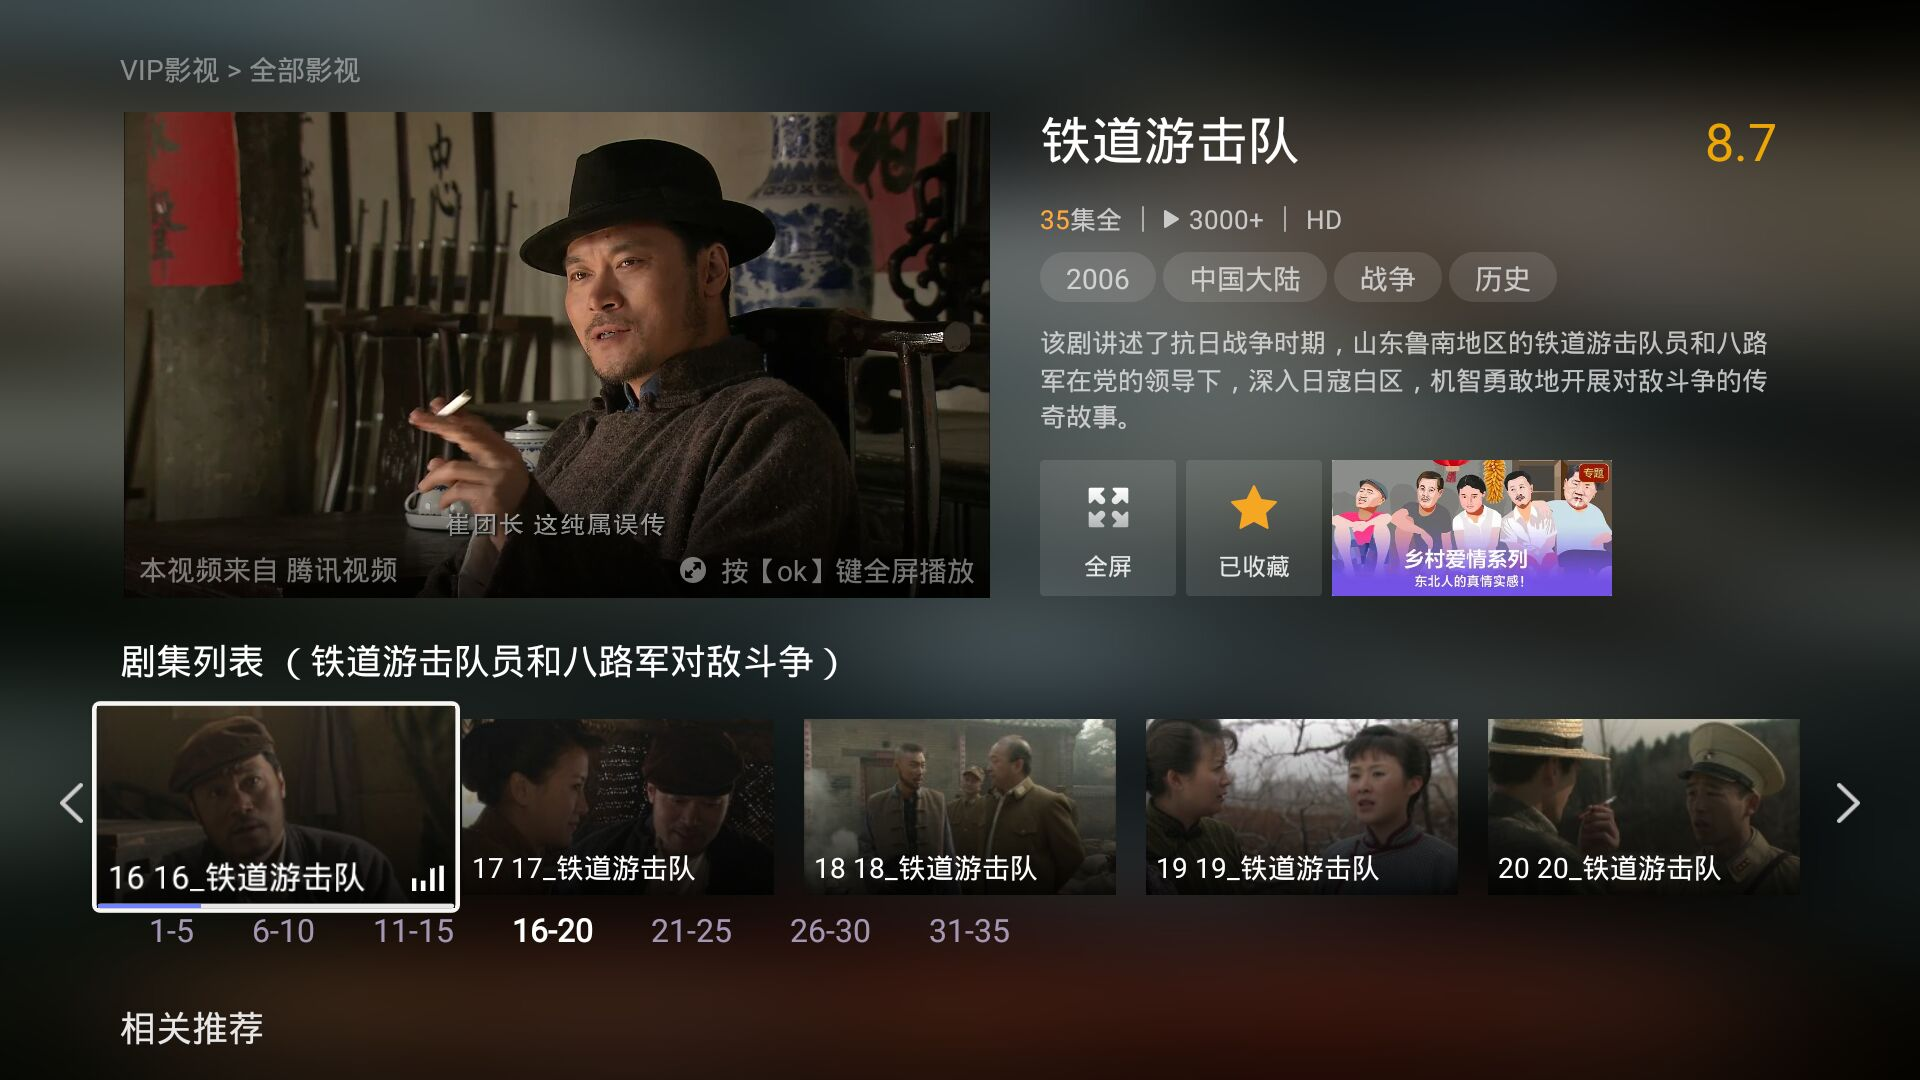 VIP影视 > 全部影视
忠
崔团长 这纯属误传
本视频来自 腾讯视频
按【ok】键全屏播放
铁道游击队
8.7
35集全 | 3000+ | HD
2006 中国大陆 战争 历史
该剧讲述了抗日战争时期，山东鲁南地区的铁道游击队员和八路
军在党的领导下，深入日寇白区，机智勇敢地开展对敌斗争的传
奇故事。
全屏
已收藏
专题
乡村爱情系列
东北人的真情实感！
剧集列表 （铁道游击队员和八路军对敌斗争）
16 16_铁道游击队
17 17_铁道游击队
18 18_铁道游击队
19 19_铁道游击队
20 20_铁道游击队
1-5 6-10 11-15 16-20 21-25 26-30 31-35
相关推荐